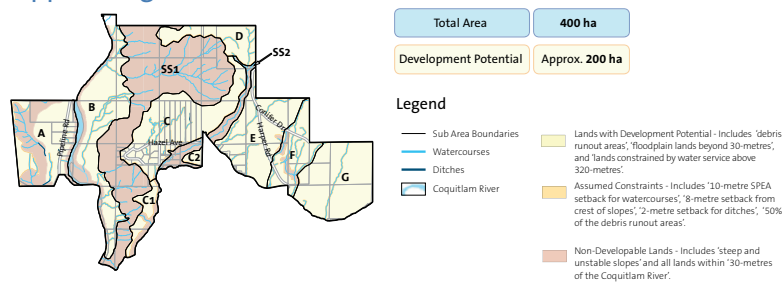 Total Area
400 ha
Development Potential
Approx. 200 ha
Legend
Sub Area Boundaries
Watercourses
Ditches
Coquitlam River
Lands with Development Potential - Includes ‘debris
runout areas’, ‘floodplain lands beyond 30-metres’,
and ‘lands constrained by water service above
320-metres’.
Assumed Constraints - Includes ‘10-metre SPEA
setback for watercourses’, ‘8-metre setback from
crest of slopes’, ‘2-metre setback for ditches’, ‘50%
of the debris runout areas’.
Non-Developable Lands - Includes ‘steep and
unstable slopes’ and all lands within ‘30-metres
of the Coquitlam River’.
D
SS2
SS1
A
B
C
Pipeline Rd
Hazel Ave
C2
C1
Conifer Dr
Harper Rd
E
F
G